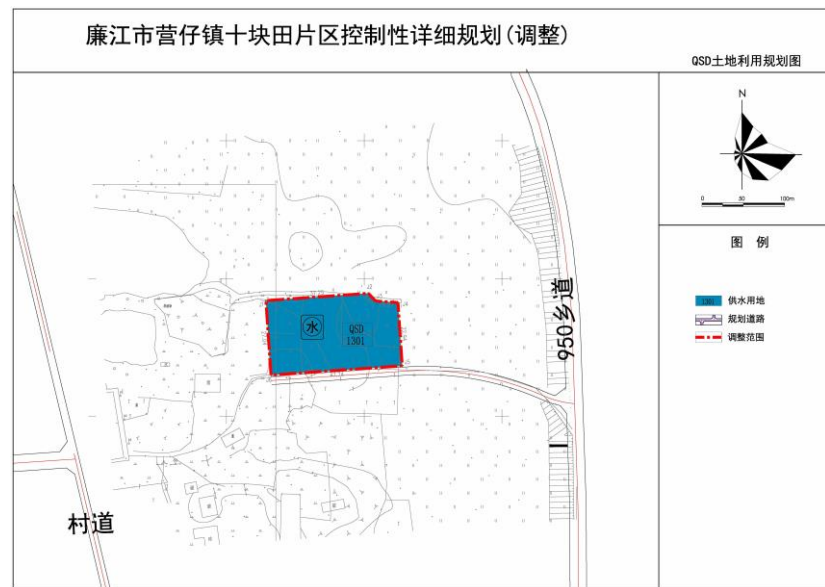 廉江市营仔镇十块田片区控制性详细规划(调整)
QSD土地利用规划图
N
0 30 100m
图 例
1301 供水用地
规划道路
调整范围
水
QSD
1301
950乡道
村道